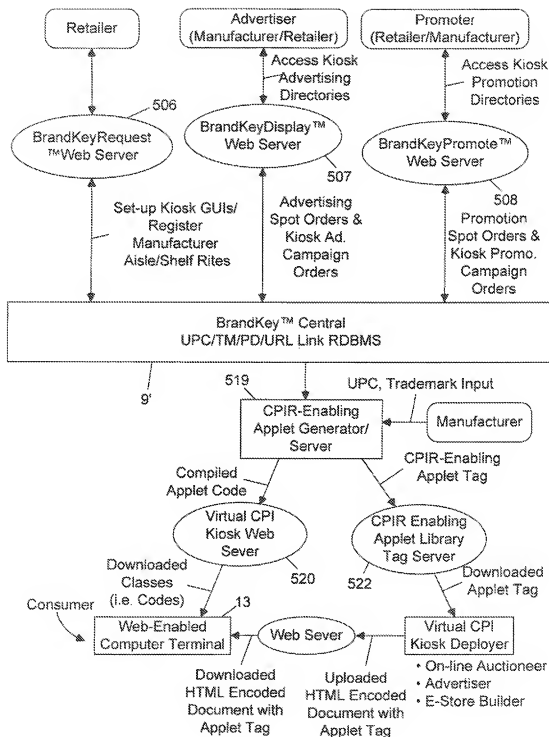 Retailer
Advertiser
(Manufacturer/Retailer)
Promoter
(Retailer/Manufacturer)
Access Kiosk
Advertising
Directories
Access Kiosk
Promotion
Directories
506
BrandKeyRequest
™Web Server
BrandKeyDisplay™
Web Server
507
BrandKeyPromote™
Web Server
508
Set-up Kiosk GUIs/
Register
Manufacturer
Aisle/Shelf Rites
Advertising
Spot Orders &
Kiosk Ad.
Campaign
Orders
Promotion
Spot Orders &
Kiosk Promo.
Campaign
Orders
BrandKey™ Central
UPC/TM/PD/URL Link RDBMS
9'
519
UPC, Trademark Input
CPIR-Enabling
Applet Generator/
Server
Manufacturer
Compiled
Applet Code
CPIR-Enabling
Applet Tag
Virtual CPI
Kiosk Web
Sever
520
CPIR Enabling
Applet Library
Tag Server
522
Downloaded
Classes
(i.e. Codes)
Downloaded
Applet Tag
Consumer
13
Web-Enabled
Computer Terminal
Web Sever
Virtual CPI
Kiosk Deployer
Downloaded
HTML Encoded
Document with
Applet Tag
Uploaded
HTML Encoded
Document with
Applet Tag
• On-line Auctioneer
• Advertiser
• E-Store Builder